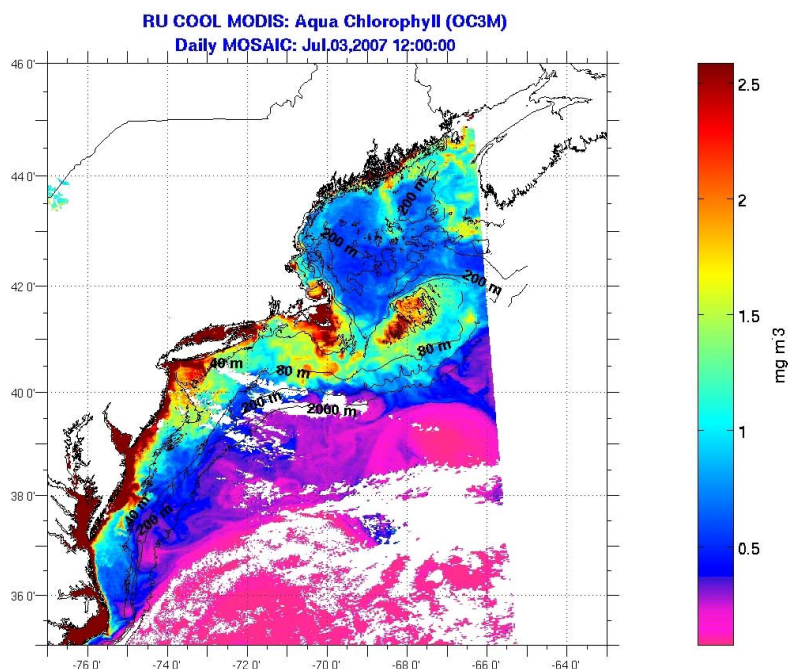 RU COOL MODIS: Aqua Chlorophyll (OC3M)
Daily MOSAIC: Jul.03,2007 12:00:00
46 0'
44 0'
42 0'
40 0'
38 0'
36 0'
-76 0'
-74 0'
-72 0'
-70 0'
-68 0'
-66 0'
-64 0'
200 m
200 m
200 m
80 m
40 m
80 m
200 m
2000 m
40 m
200 m
2.5
2
1.5
1
0.5
mg m-3